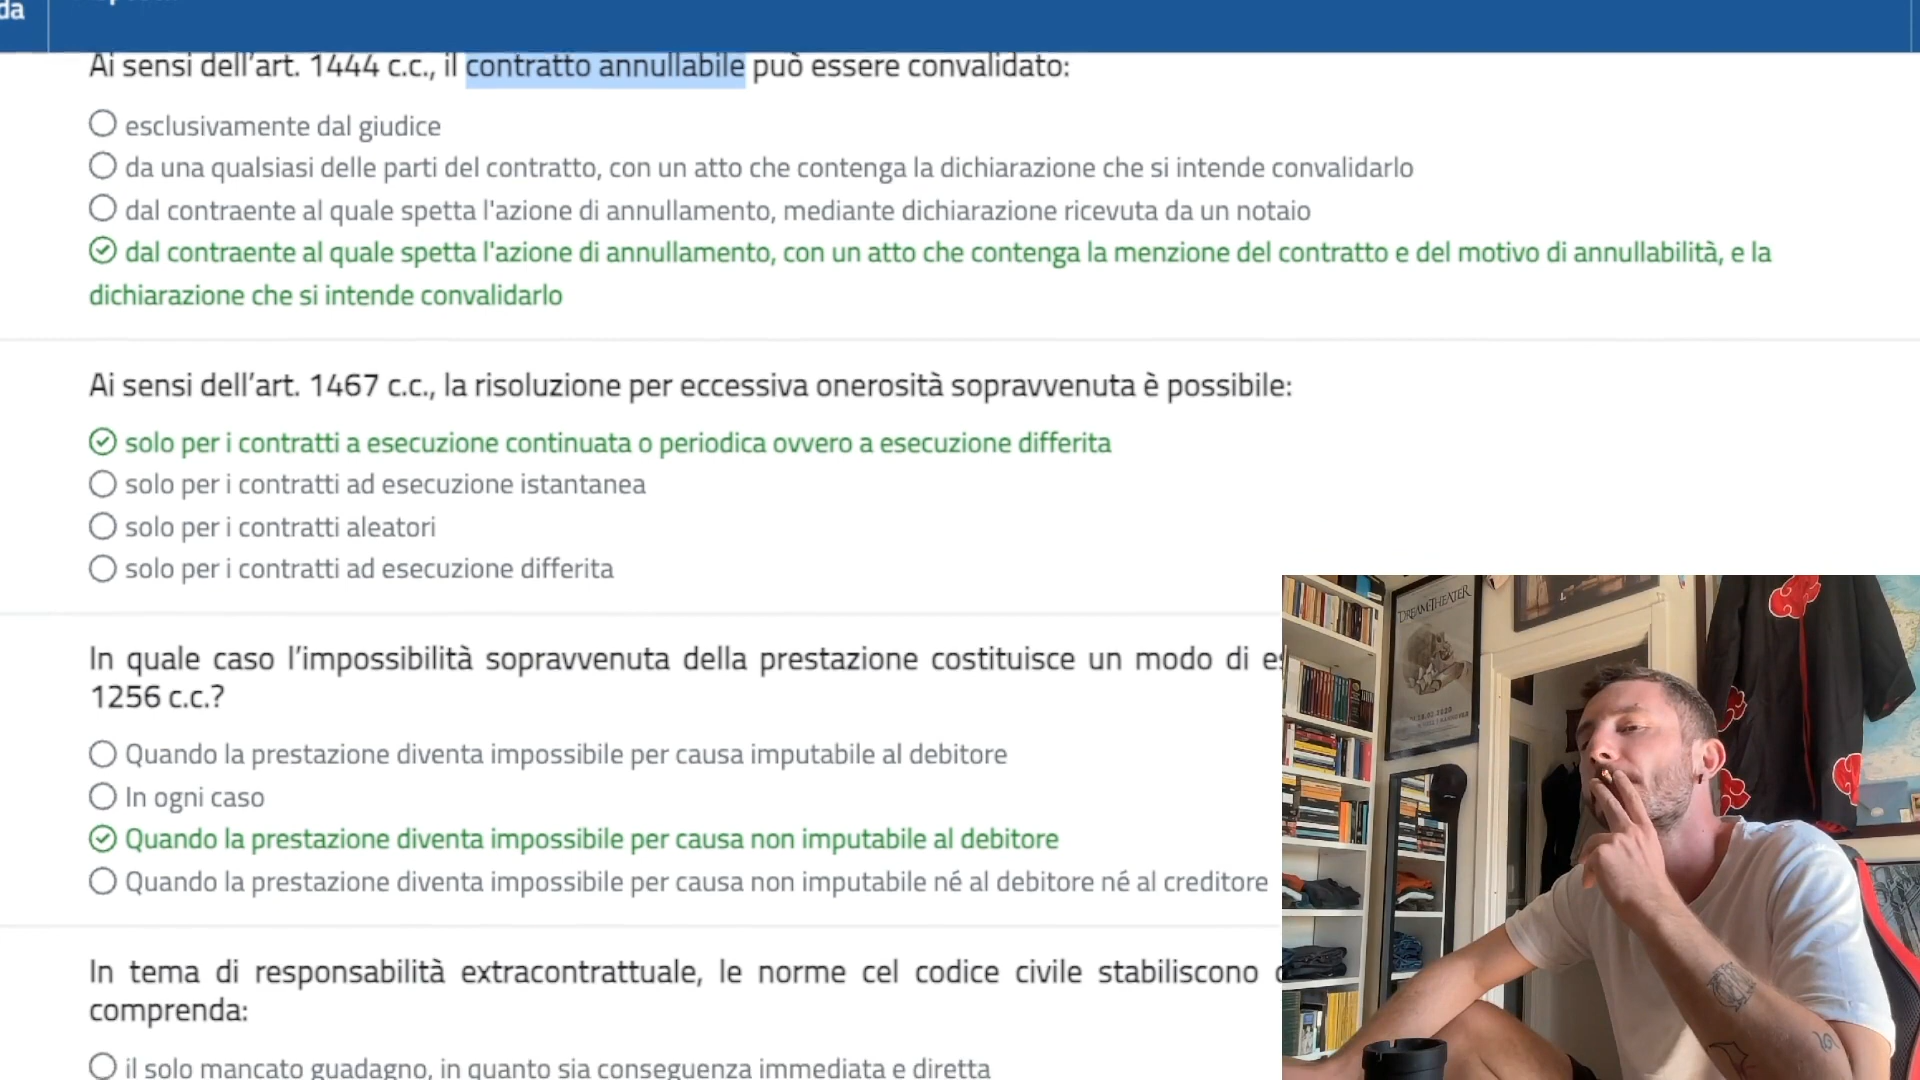 da
Ai sensi dell’art. 1444 c.c., il contratto annullabile può essere convalidato:
esclusivamente dal giudice
da una qualsiasi delle parti del contratto, con un atto che contenga la dichiarazione che si intende convalidarlo
dal contraente al quale spetta l'azione di annullamento, mediante dichiarazione ricevuta da un notaio
dal contraente al quale spetta l'azione di annullamento, con un atto che contenga la menzione del contratto e del motivo di annullabilità, e la
dichiarazione che si intende convalidarlo
Ai sensi dell’art. 1467 c.c., la risoluzione per eccessiva onerosità sopravvenuta è possibile:
solo per i contratti a esecuzione continuata o periodica ovvero a esecuzione differita
solo per i contratti ad esecuzione istantanea
solo per i contratti aleatori
solo per i contratti ad esecuzione differita
In quale caso l’impossibilità sopravvenuta della prestazione costituisce un modo di es
1256 c.c.?
Quando la prestazione diventa impossibile per causa imputabile al debitore
In ogni caso
Quando la prestazione diventa impossibile per causa non imputabile al debitore
Quando la prestazione diventa impossibile per causa non imputabile né al debitore né al creditore
In tema di responsabilità extracontrattuale, le norme cel codice civile stabiliscono
comprenda:
il solo mancato guadagno, in quanto sia conseguenza immediata e diretta
DREAM THEATER